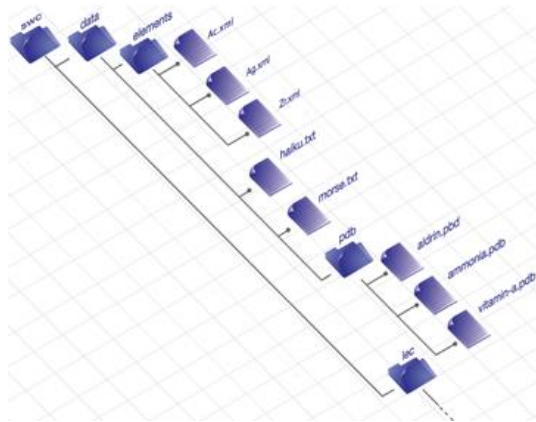 swc
data
elements
Ac.xml
Ag.xml
Zr.xml
haiku.txt
morse.txt
pdb
aldrin.pbd
ammonia.pdb
vitamin-a.pdb
lec